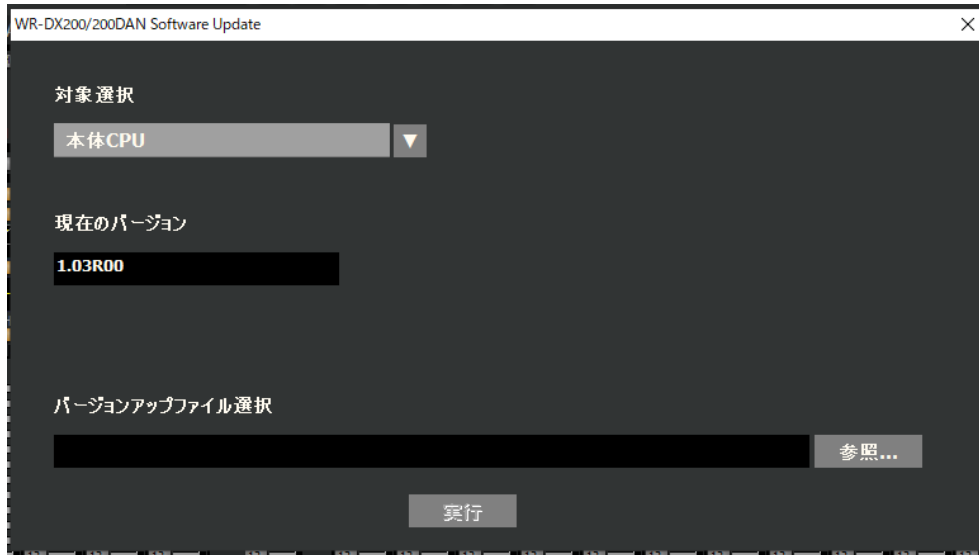 WR-DX200/200DAN Software Update
対象選択
本体CPU
現在のバージョン
1.03R00
バージョンアップファイル選択
参照...
実行